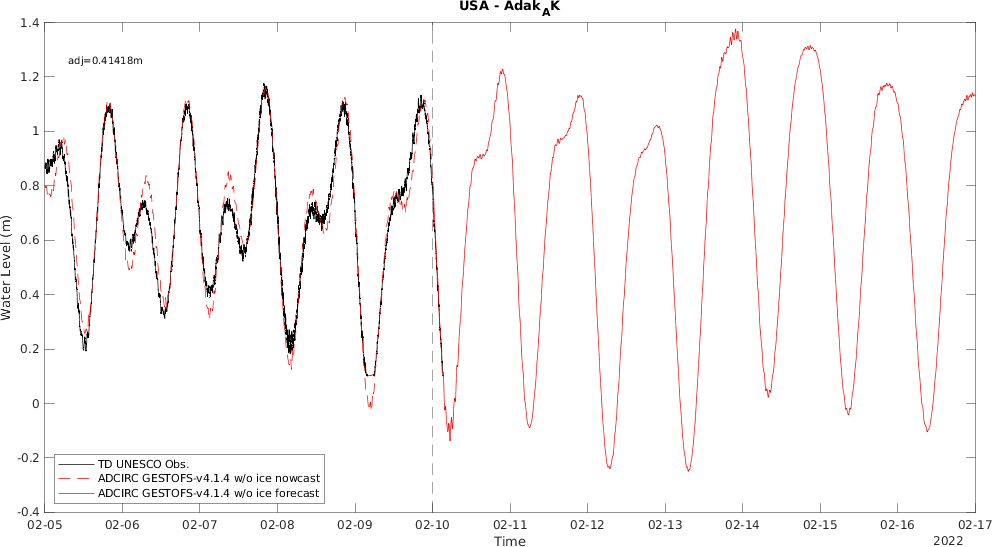 USA - Adak_AK
1.4
1.2
1
0.8
0.6
0.4
0.2
0
-0.2
-0.4
Water Level (m)
adj=0.41418m
TD UNESCO Obs.
ADCIRC GESTOFS-v4.1.4 w/o ice nowcast
ADCIRC GESTOFS-v4.1.4 w/o ice forecast
02-05 02-06 02-07 02-08 02-09 02-10 02-11 02-12 02-13 02-14 02-15 02-16 02-17
Time
2022